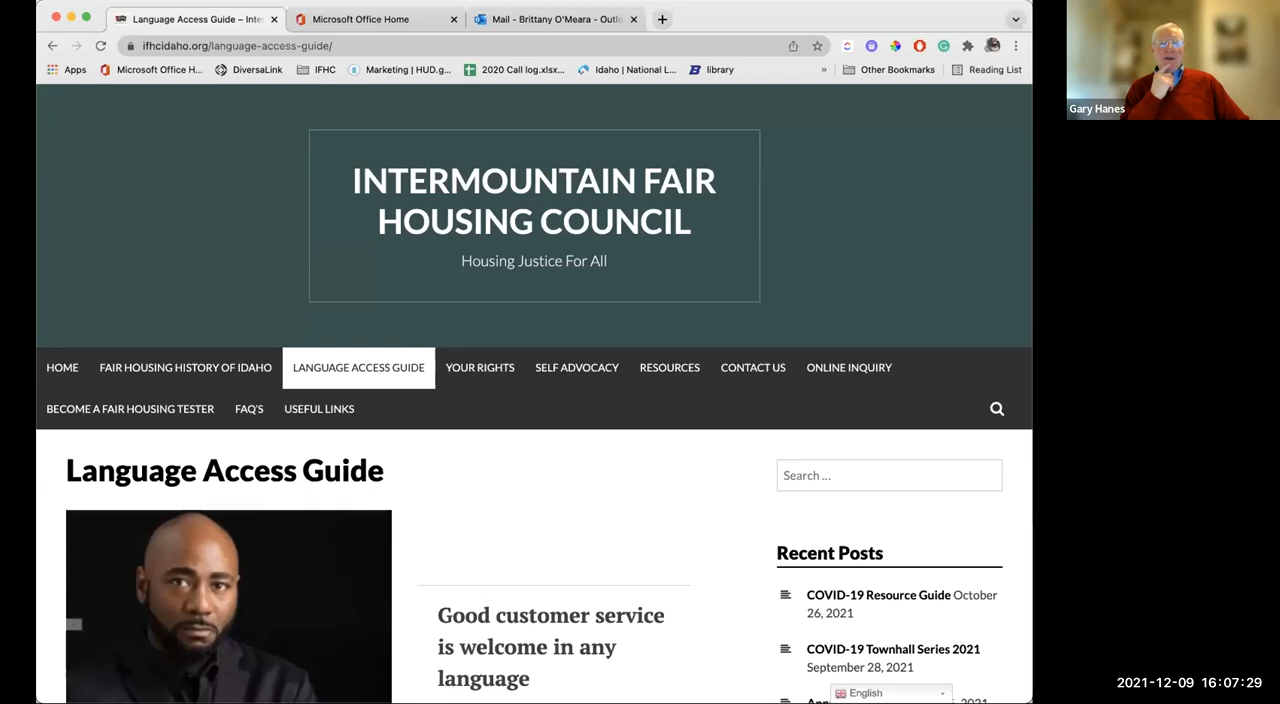 Language Access Guide – Inte
Microsoft Office Home
Mail - Brittany O'Meara - Outlo
ifhcidaho.org/language-access-guide/
Apps
Microsoft Office H...
DiversaLink
IFHC
Marketing | HUD.g...
2020 Call log.xlsx...
Idaho | National L...
library
»
Other Bookmarks
Reading List
Gary Hanes
INTERMOUNTAIN FAIR
HOUSING COUNCIL
Housing Justice For All
HOME
FAIR HOUSING HISTORY OF IDAHO
LANGUAGE ACCESS GUIDE
YOUR RIGHTS
SELF ADVOCACY
RESOURCES
CONTACT US
ONLINE INQUIRY
BECOME A FAIR HOUSING TESTER
FAQ'S
USEFUL LINKS
Language Access Guide
Good customer service
is welcome in any
language
Search ...
Recent Posts
COVID-19 Resource Guide October
26, 2021
COVID-19 Townhall Series 2021
September 28, 2021
English
2021-12-09 16:07:29